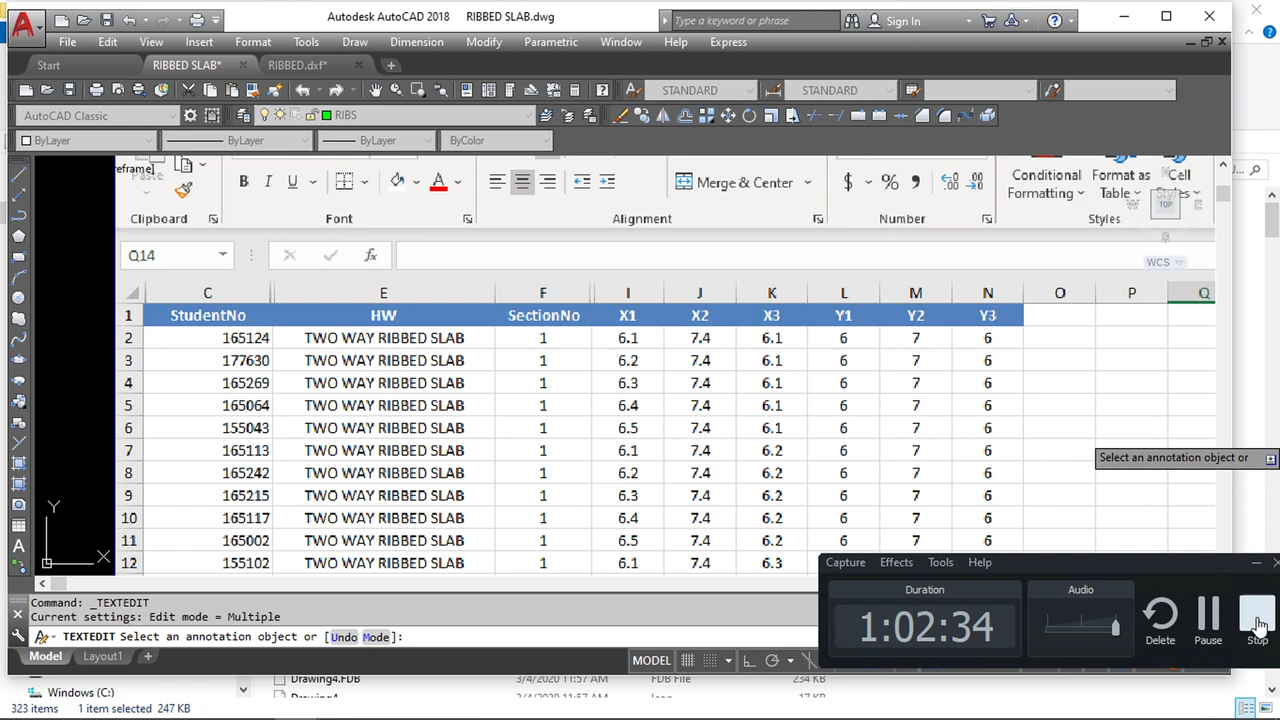 Autodesk AutoCAD 2018 RIBBED SLAB.dwg
Type a keyword or phrase
Sign In
File Edit View Insert Format Tools Draw Dimension Modify Parametric Window Help Express
Start RIBBED SLAB* RIBBED.dxf*
STANDARD STANDARD
AutoCAD Classic RIBS
ByLayer ByLayer ByLayer ByColor
reframe]
Paste
B I U A Merge & Center $ % Conditional Formatting Format as Table Cell Styles
Clipboard Font Alignment Number Styles
TOP
Q14 fx
WCS
C E F I J K L M N O P Q
1 StudentNo HW SectionNo X1 X2 X3 Y1 Y2 Y3
2 165124 TWO WAY RIBBED SLAB 1 6.1 7.4 6.1 6 7 6
3 177630 TWO WAY RIBBED SLAB 1 6.2 7.4 6.1 6 7 6
4 165269 TWO WAY RIBBED SLAB 1 6.3 7.4 6.1 6 7 6
5 165064 TWO WAY RIBBED SLAB 1 6.4 7.4 6.1 6 7 6
6 155043 TWO WAY RIBBED SLAB 1 6.5 7.4 6.1 6 7 6
7 165113 TWO WAY RIBBED SLAB 1 6.1 7.4 6.2 6 7 6
8 165242 TWO WAY RIBBED SLAB 1 6.2 7.4 6.2 6 7 6
9 165215 TWO WAY RIBBED SLAB 1 6.3 7.4 6.2 6 7 6
10 165117 TWO WAY RIBBED SLAB 1 6.4 7.4 6.2 6 7 6
11 165002 TWO WAY RIBBED SLAB 1 6.5 7.4 6.2 6 7 6
12 155102 TWO WAY RIBBED SLAB 1 6.1 7.4 6.3
Select an annotation object or
Y
X
Capture Effects Tools Help
Duration Audio
1:02:34
Delete Pause Stop
Command: _TEXTEDIT
Current settings: Edit mode = Multiple
TEXTEDIT Select an annotation object or [Undo Mode]:
Model Layout1 MODEL
Drawing4.FDB 3/4/2020 11:57 AM FDB File 234 KB
Windows (C:) Drawing4 3/4/2020 11:57 AM 17 KB
323 items 1 item selected 247 KB